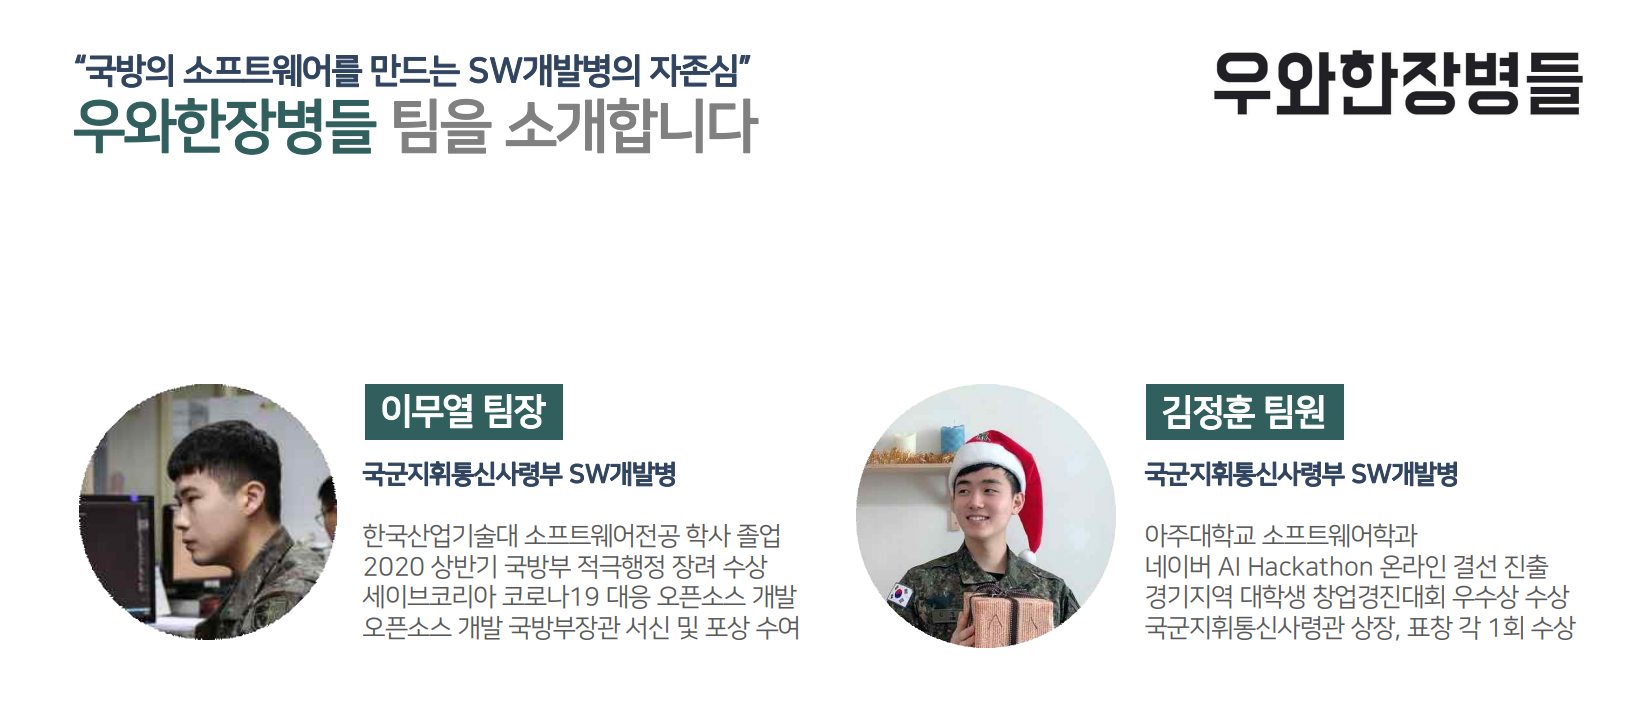 “국방의 소프트웨어를 만드는 SW개발병의 자존심”
우와한장병들 팀을 소개합니다
우와한장병들
이무열 팀장
국군지휘통신사령부 SW개발병
한국산업기술대 소프트웨어전공 학사 졸업
2020 상반기 국방부 적극행정 장려 수상
세이브코리아 코로나19 대응 오픈소스 개발
오픈소스 개발 국방부장관 서신 및 포상 수여
김정훈 팀원
국군지휘통신사령부 SW개발병
아주대학교 소프트웨어학과
네이버 AI Hackathon 온라인 결선 진출
경기지역 대학생 창업경진대회 우수상 수상
국군지휘통신사령관 상장, 표창 각 1회 수상